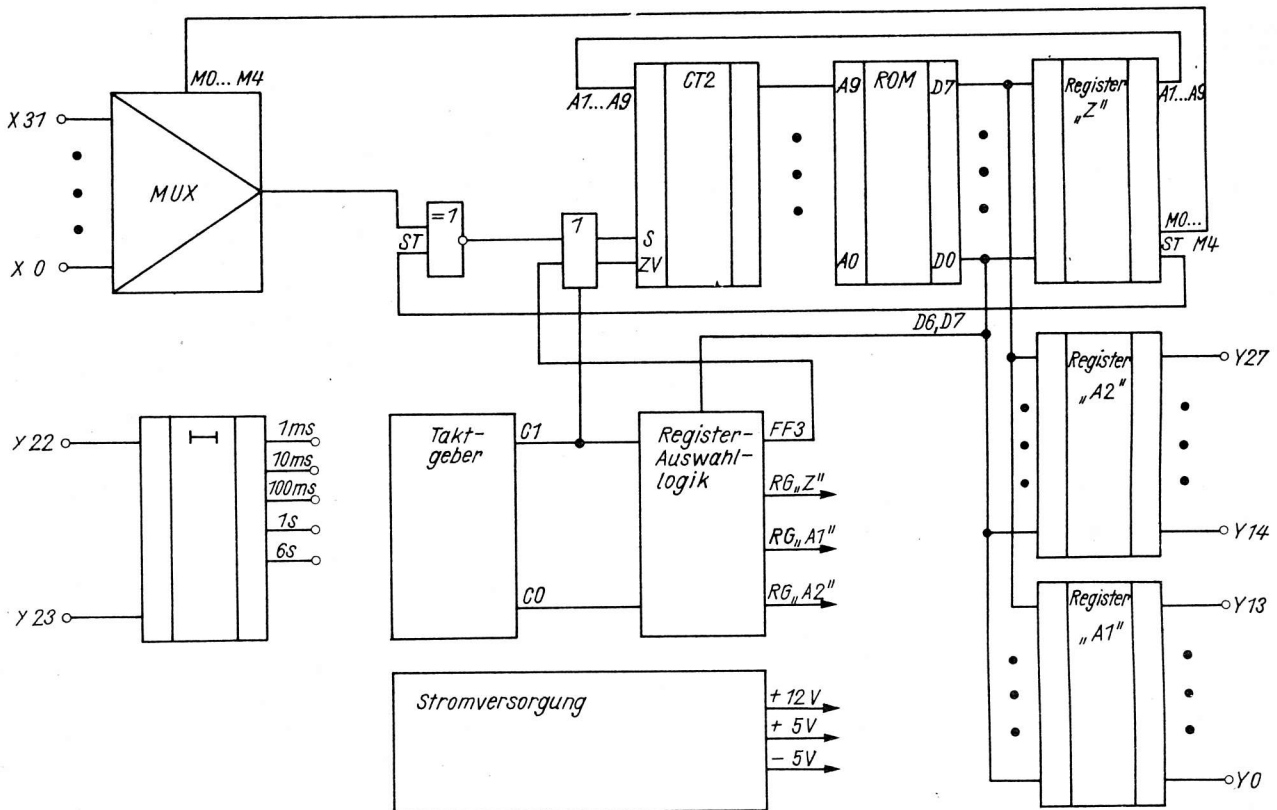 M0... M4
X 31
MUX
X 0
=1
ST
1
A1...A9
S
ZV
CT2
A9
A0
ROM
D7
D0
Register
„Z"
A1...A9
M0...
ST M4
D6,D7
Y 22
Y 23
1ms
10ms
100ms
1s
6s
Takt-
geber
C1
C0
Register-
Auswahl-
logik
FF3
RG„Z"
RG„A1"
RG„A2"
Register
„A2"
Y27
Y14
Register
„A1"
Y13
Y0
Stromversorgung
+ 12V
+ 5V
– 5V